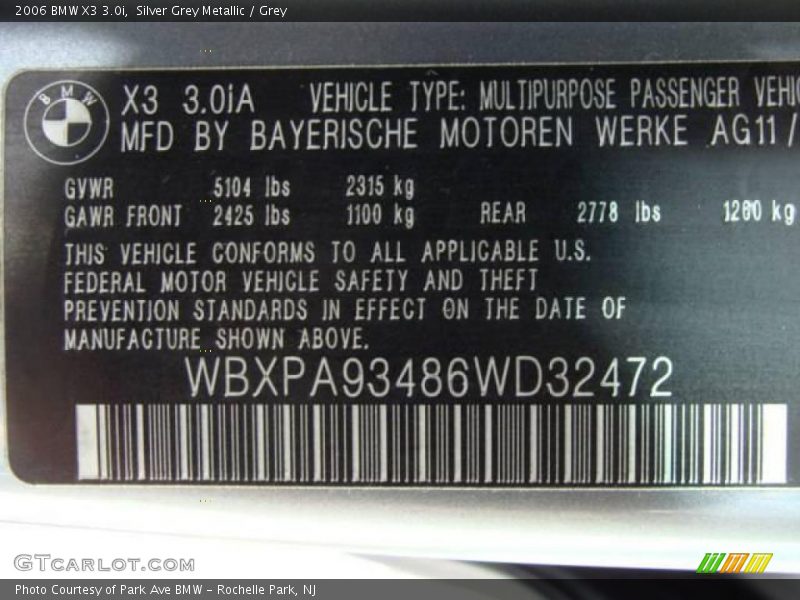 2006 BMW X3 3.0i, Silver Grey Metallic / Grey
BMW
X3 3.0iA VEHICLE TYPE: MULTIPURPOSE PASSENGER VEHIC
MFD BY BAYERISCHE MOTOREN WERKE AG11/
GVWR 5104 lbs 2315 kg
GAWR FRONT 2425 lbs 1100 kg REAR 2778 lbs 1260 kg
THIS VEHICLE CONFORMS TO ALL APPLICABLE U.S.
FEDERAL MOTOR VEHICLE SAFETY AND THEFT
PREVENTION STANDARDS IN EFFECT ON THE DATE OF
MANUFACTURE SHOWN ABOVE.
WBXPA93486WD32472
GTCARLOT.COM
Photo Courtesy of Park Ave BMW - Rochelle Park, NJ